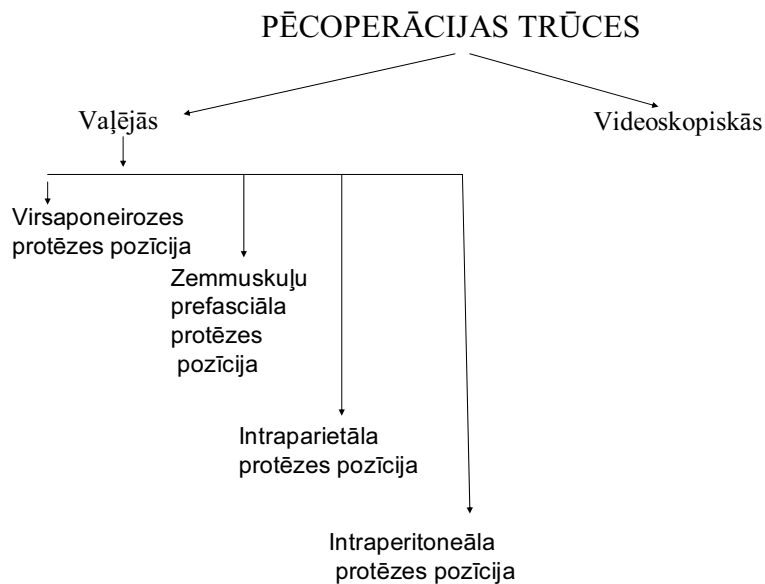 PĒCOPERĀCIJAS TRŪCES
Vaļējās
Videoskopiskās
Virsaponeirozes
protēzes pozīcija
Zemmuskuļu
prefasciāla
protēzes
pozīcija
Intraparietāla
protēzes pozīcija
Intraperitoneāla
protēzes pozīcija